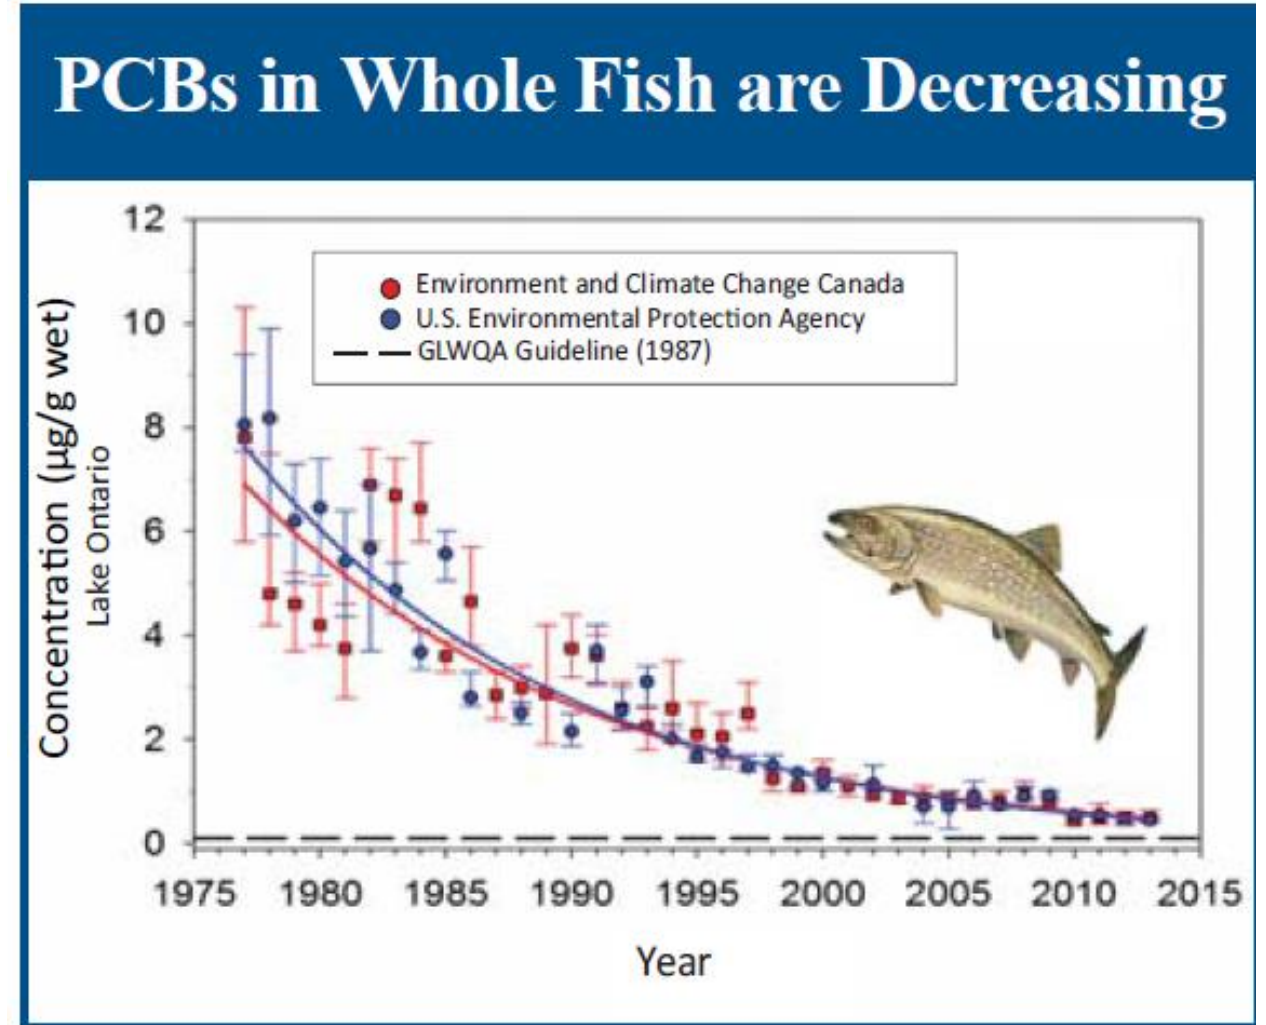 PCBs in Whole Fish are Decreasing
Environment and Climate Change Canada
U.S. Environmental Protection Agency
GLWQA Guideline (1987)
Concentration (µg/g wet)
Lake Ontario
12
10
8
6
4
2
0
1975 1980 1985 1990 1995 2000 2005 2010 2015
Year